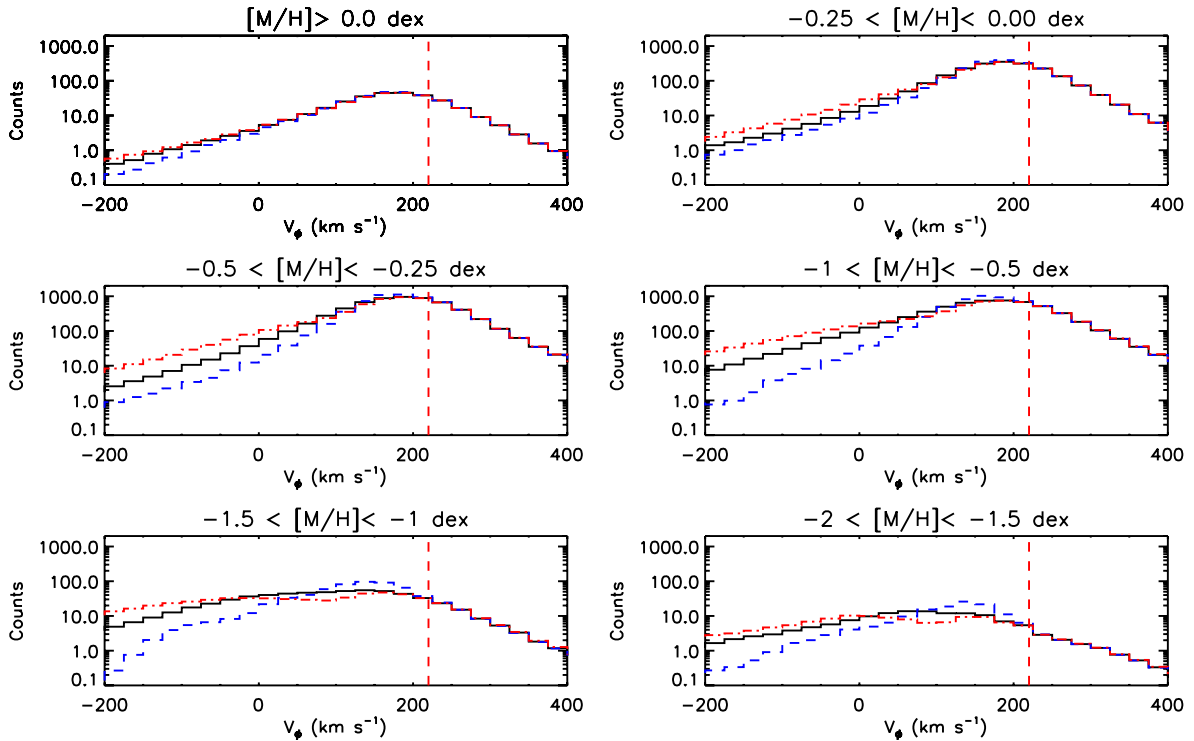 [M/H]> 0.0 dex
Counts
1000.0
100.0
10.0
1.0
0.1
-200 0 200 400
Vϕ (km s⁻¹)
-0.25 < [M/H]< 0.00 dex
Counts
1000.0
100.0
10.0
1.0
0.1
-200 0 200 400
Vϕ (km s⁻¹)
-0.5 < [M/H]< -0.25 dex
Counts
1000.0
100.0
10.0
1.0
0.1
-200 0 200 400
Vϕ (km s⁻¹)
-1 < [M/H]< -0.5 dex
Counts
1000.0
100.0
10.0
1.0
0.1
-200 0 200 400
Vϕ (km s⁻¹)
-1.5 < [M/H]< -1 dex
Counts
1000.0
100.0
10.0
1.0
0.1
-200 0 200 400
Vϕ (km s⁻¹)
-2 < [M/H]< -1.5 dex
Counts
1000.0
100.0
10.0
1.0
0.1
-200 0 200 400
Vϕ (km s⁻¹)